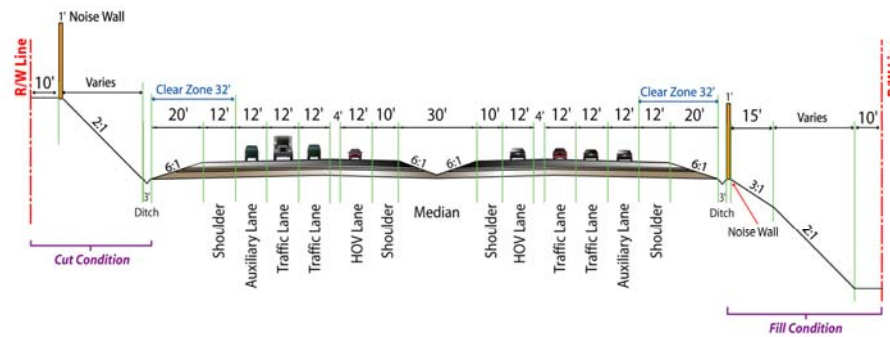 1' Noise Wall
R/W Line
10'
Varies
2:1
Clear Zone 32'
20'
12'
12'
12'
12'
4'
12'
10'
30'
10'
12'
4'
12'
12'
12'
12'
20'
Clear Zone 32'
1'
15'
Varies
10'
6:1
6:1
6:1
6:1
3:1
2:1
3'
Ditch
Shoulder
Auxiliary Lane
Traffic Lane
Traffic Lane
HOV Lane
Shoulder
Median
Shoulder
HOV Lane
Traffic Lane
Traffic Lane
Auxiliary Lane
Shoulder
3'
Ditch
Noise Wall
Cut Condition
Fill Condition